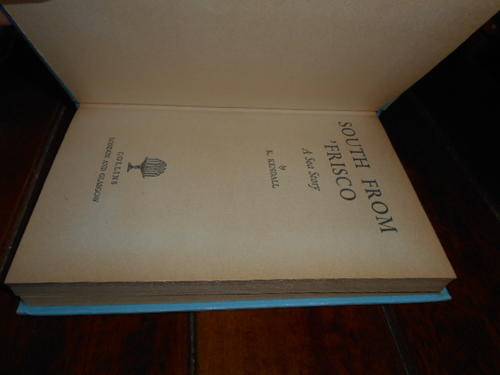 SOUTH FROM
'FRISCO
A Sea Story
by
K. KENDALL
COLLINS
LONDON AND GLASGOW